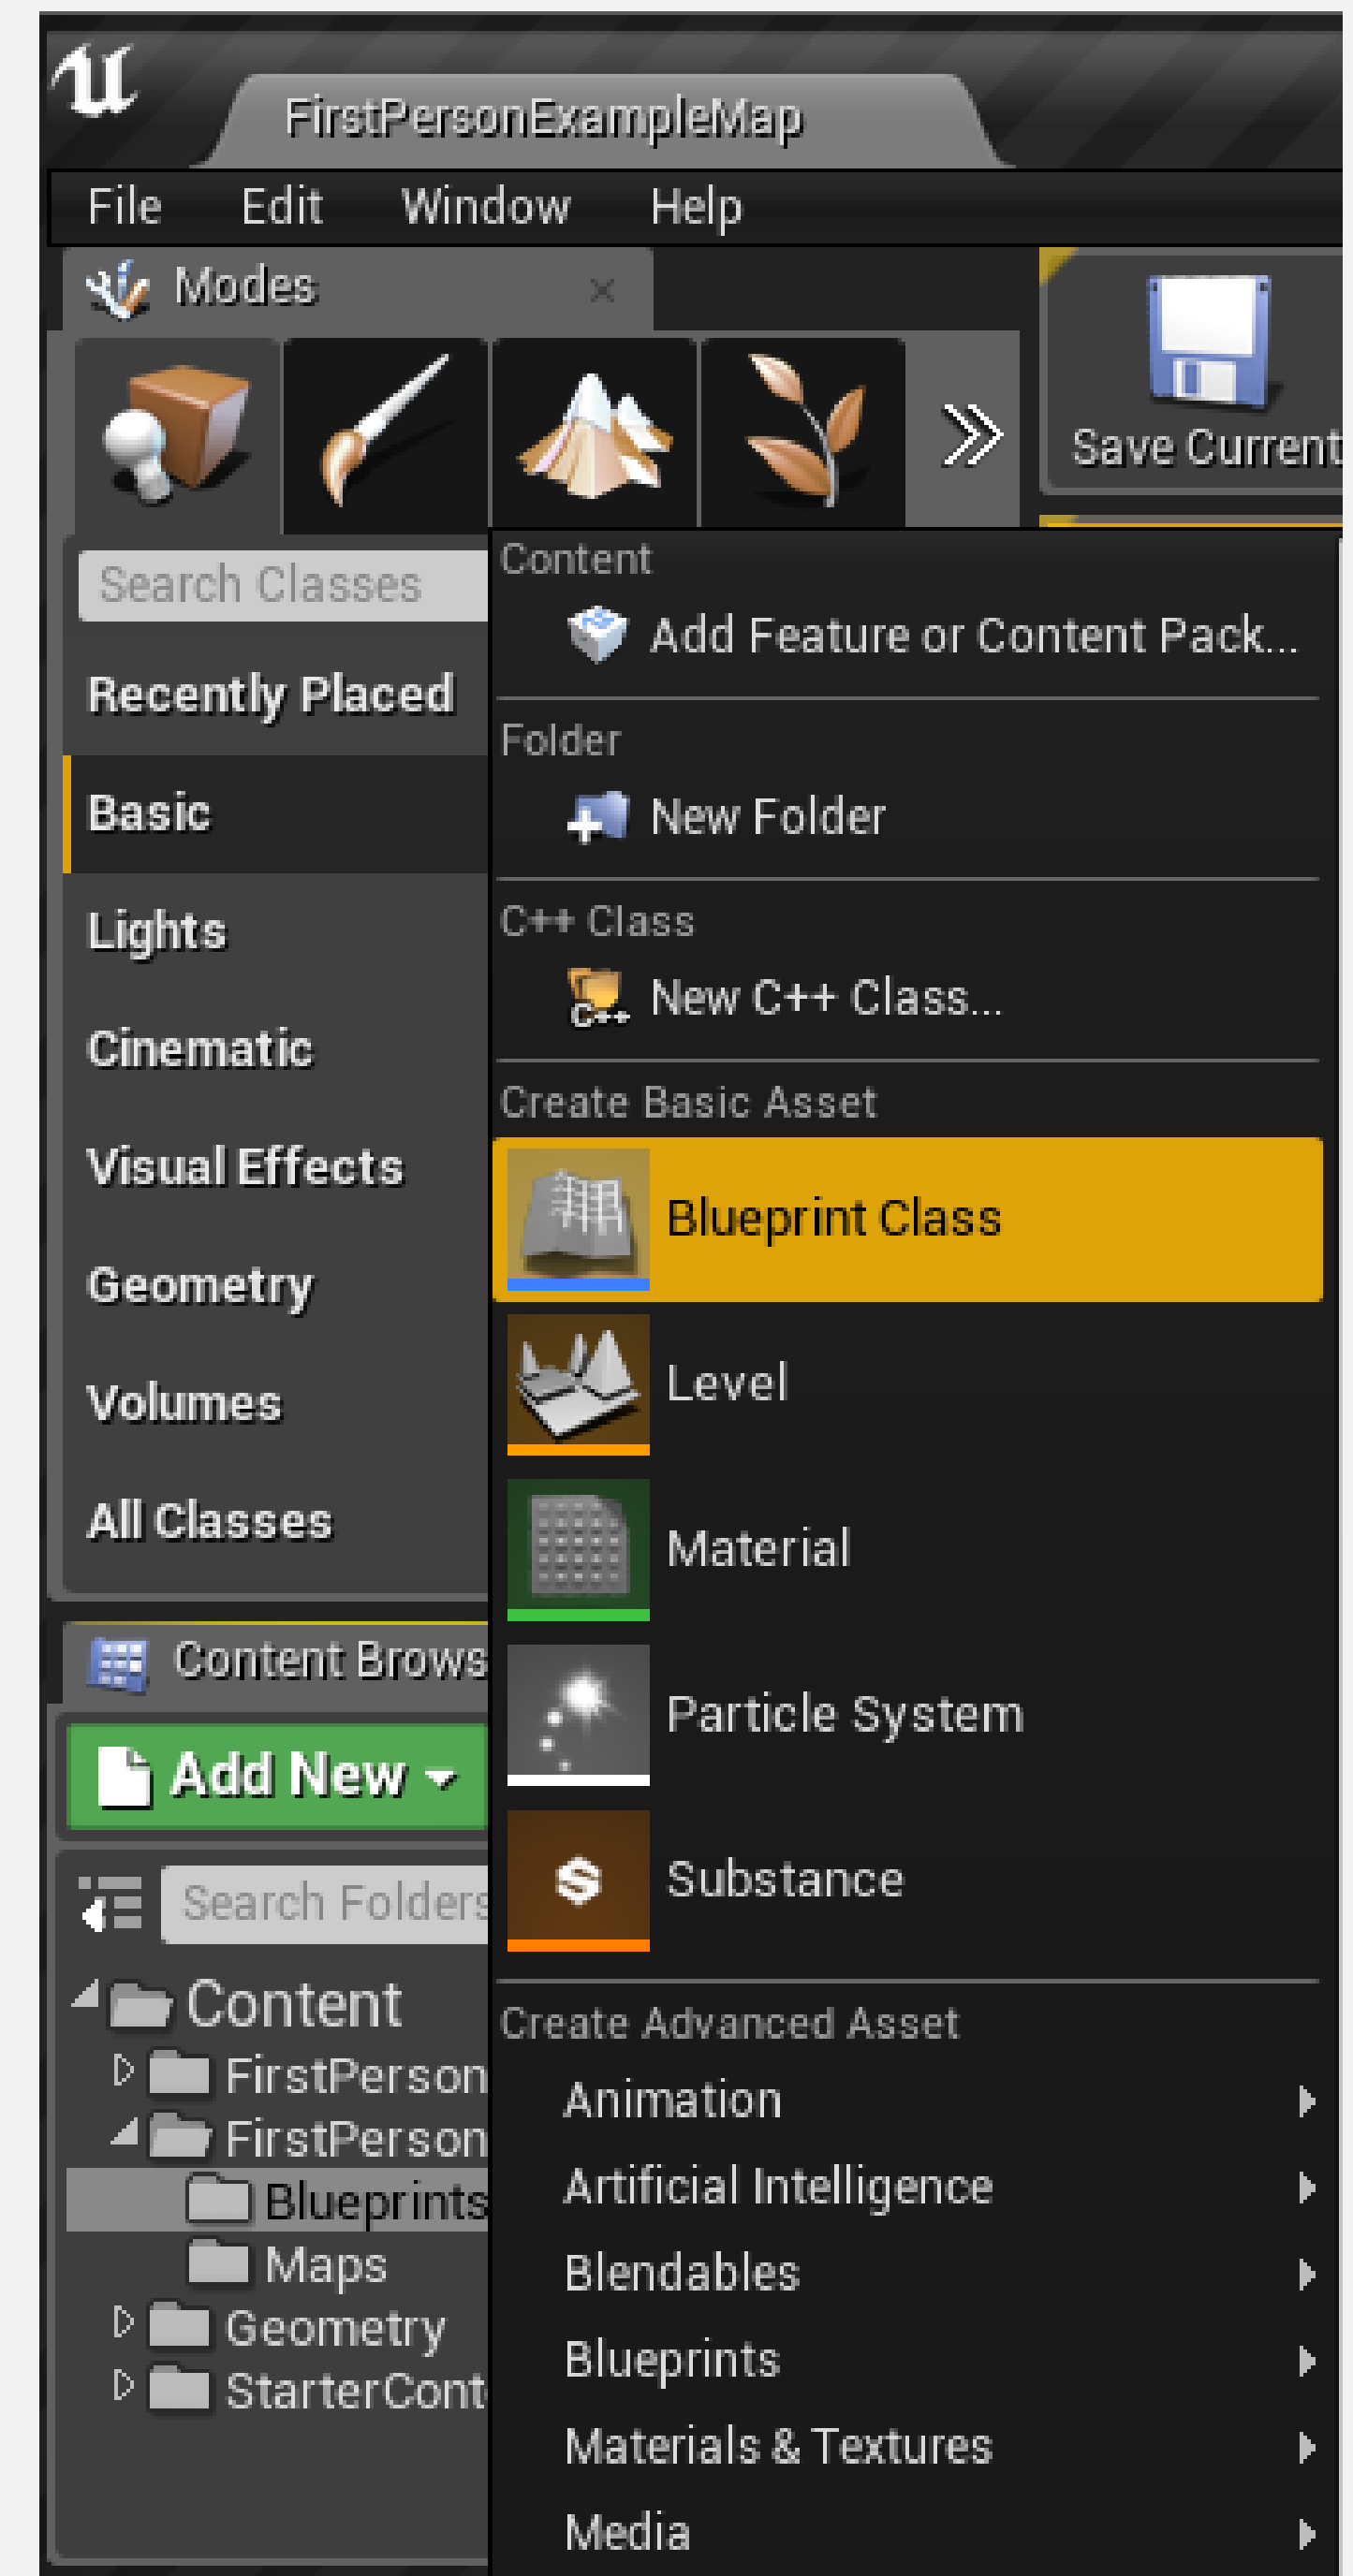 FirstPersonExampleMap
File Edit Window Help
Modes
Save Current
Search Classes
Recently Placed
Basic
Lights
Cinematic
Visual Effects
Geometry
Volumes
All Classes
Content
Add Feature or Content Pack...
Folder
New Folder
C++ Class
New C++ Class...
Create Basic Asset
Blueprint Class
Level
Material
Particle System
Substance
Create Advanced Asset
Animation
Artificial Intelligence
Blendables
Blueprints
Materials & Textures
Media
Content Brows
Add New
Search Folders
Content
FirstPerson
FirstPerson
Blueprints
Maps
Geometry
StarterCont